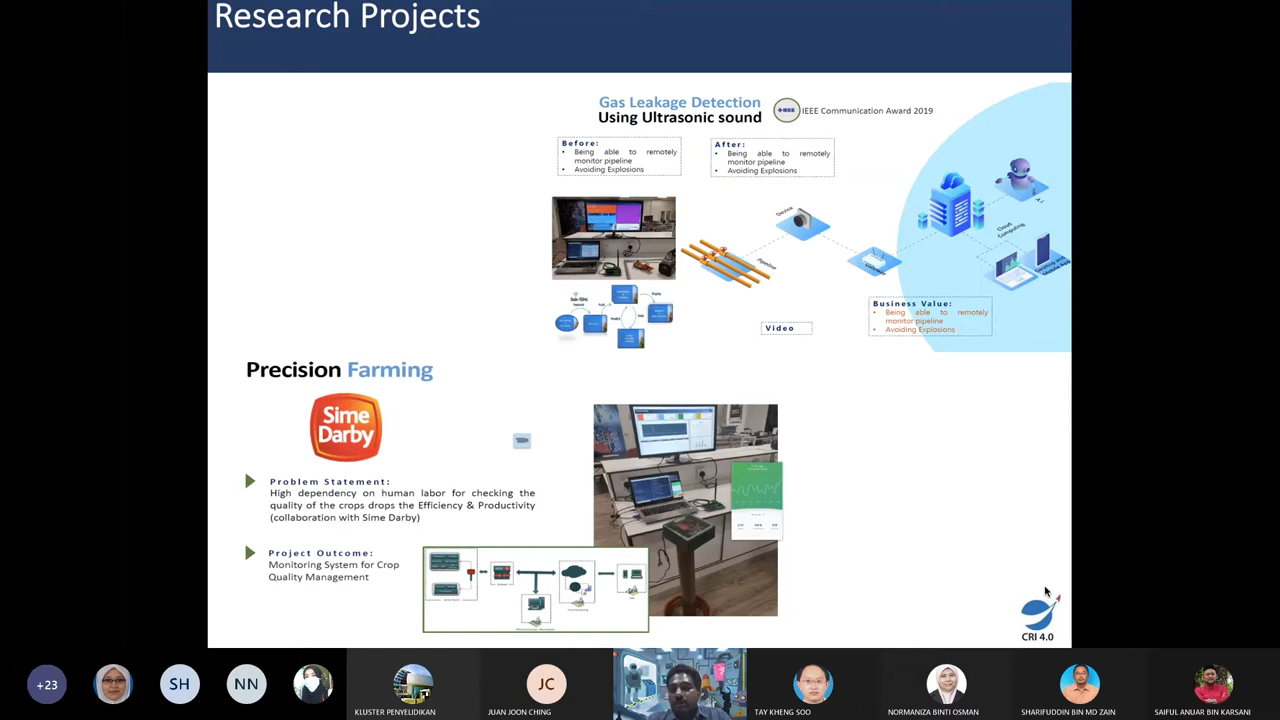 Research Projects
Gas Leakage Detection
Using Ultrasonic sound
IEEE
IEEE Communication Award 2019
Before:
• Being able to remotely
monitor pipeline
• Avoiding Explosions
After:
• Being able to remotely
monitor pipeline
• Avoiding Explosions
Device
Pipeline
Cloud
Computing
Business Value:
• Being able to remotely
monitor pipeline
• Avoiding Explosions
Video
Precision Farming
Sime
Darby
Problem Statement:
High dependency on human labor for checking the
quality of the crops drops the Efficiency & Productivity
(collaboration with Sime Darby)
Project Outcome:
Monitoring System for Crop
Quality Management
CRI 4.0
+23
SH
NN
KLUSTER PENYELIDIKAN
JC
JUAN JOON CHING
TAY KHENG SOO
NORMANIZA BINTI OSMAN
SHARIFUDDIN BIN MD ZAIN
SAIFUL ANUAR BIN KARSANI